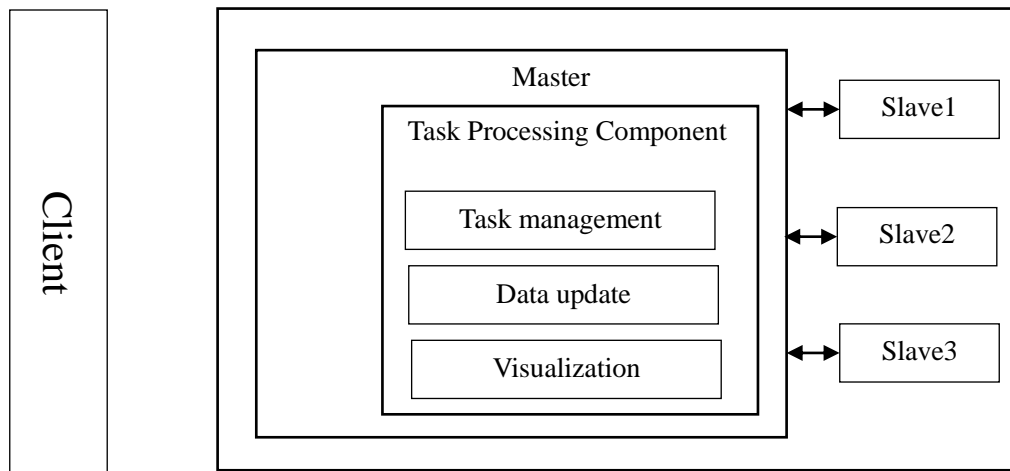 Client
Master
Task Processing Component
Task management
Data update
Visualization
Slave1
Slave2
Slave3